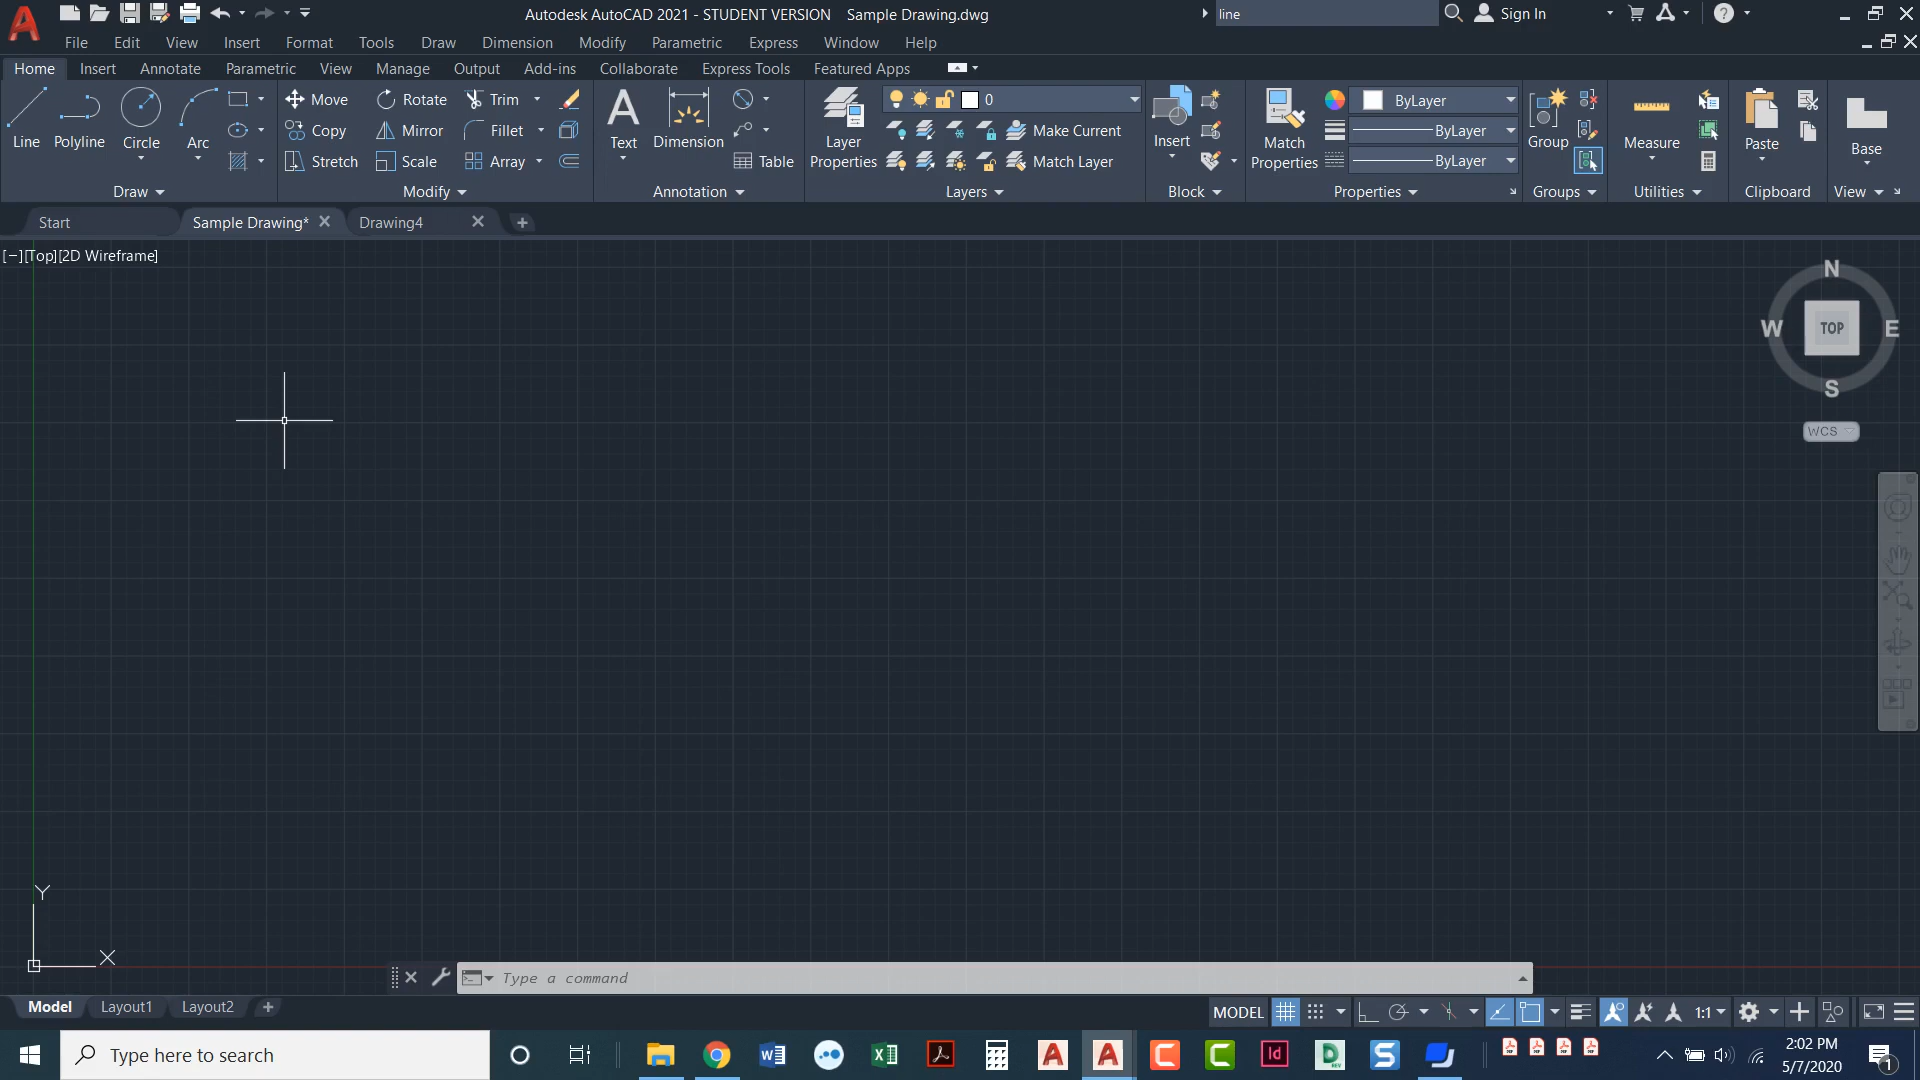 Autodesk AutoCAD 2021 - STUDENT VERSION Sample Drawing.dwg line Sign In
File Edit View Insert Format Tools Draw Dimension Modify Parametric Express Window Help
Home Insert Annotate Parametric View Manage Output Add-ins Collaborate Express Tools Featured Apps
Move Rotate Trim 0 ByLayer
Copy Mirror Fillet Make Current ByLayer
Line Polyline Circle Arc Text Dimension Layer Properties Insert Match Properties Group Measure Paste Base
Stretch Scale Array Table Match Layer ByLayer
Draw Modify Annotation Layers Block Properties Groups Utilities Clipboard View
Start Sample Drawing* Drawing4
[−][Top][2D Wireframe]
N
W TOP E
S
WCS
Y
X
Type a command
Model Layout1 Layout2 MODEL 1:1
Type here to search
2:02 PM
5/7/2020
1